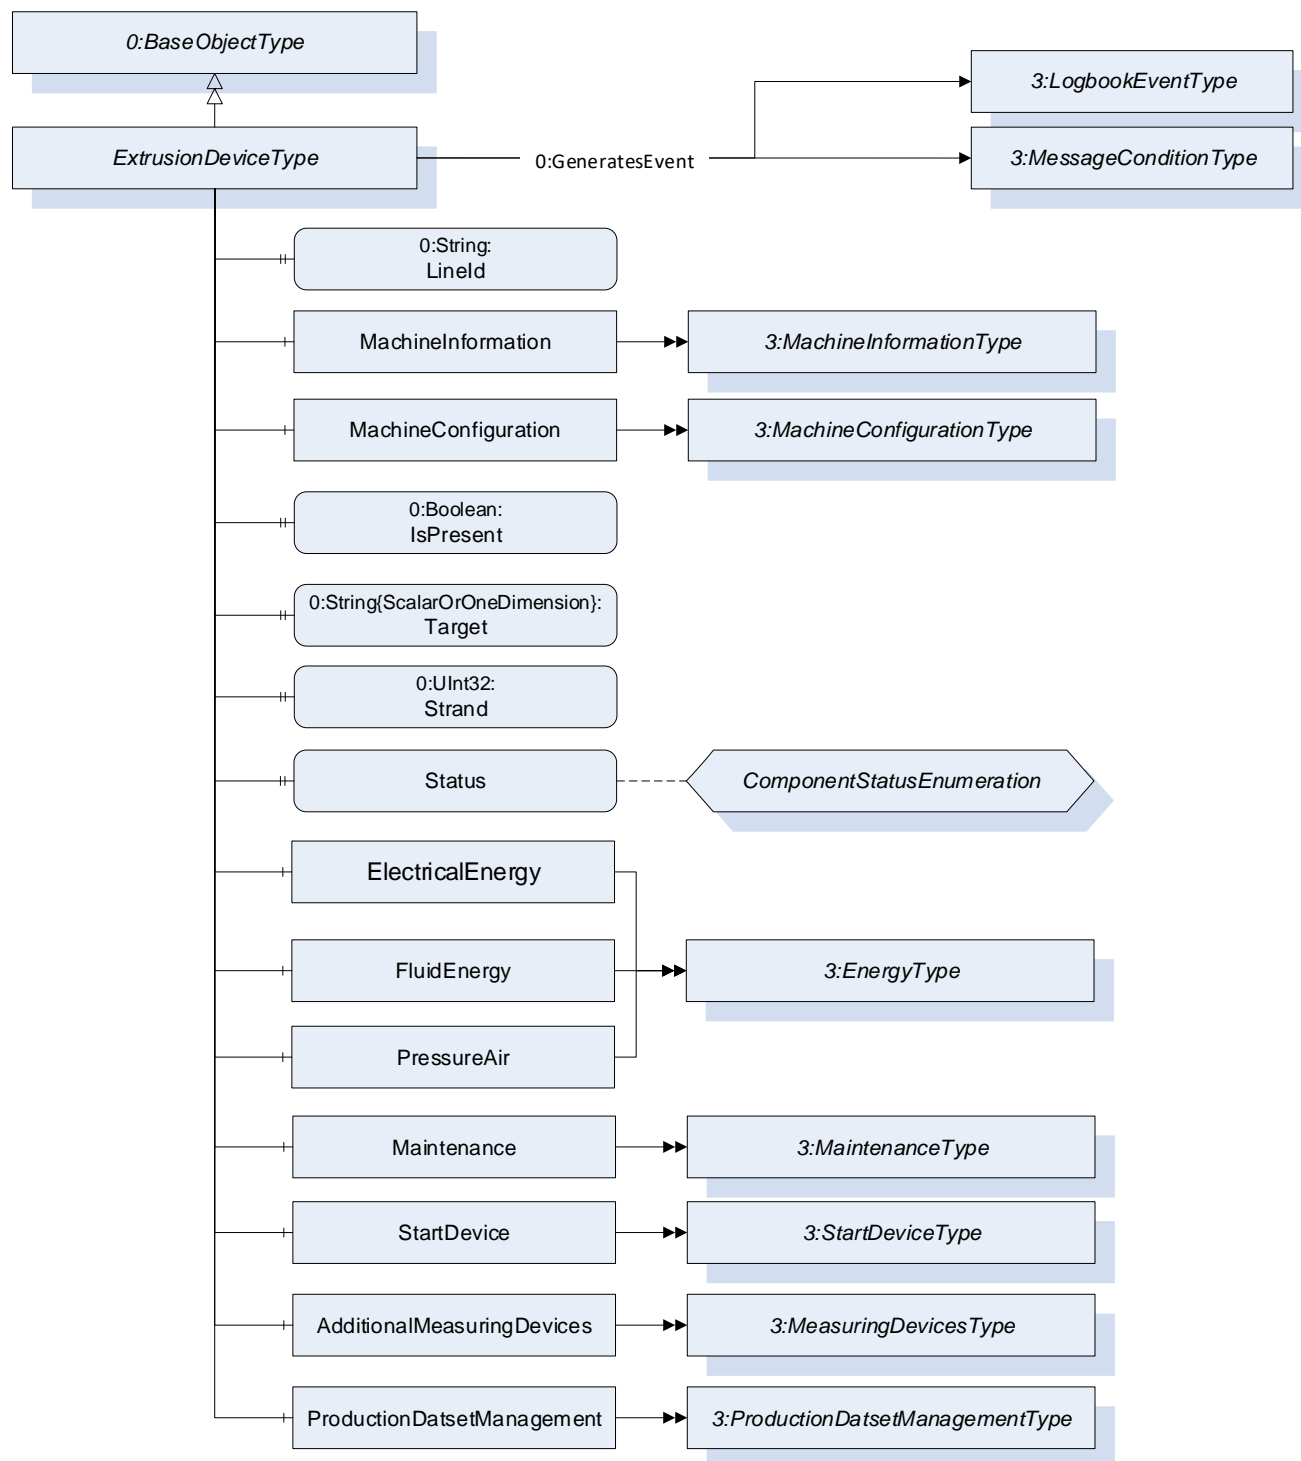 0:BaseObjectType
3:LogbookEventType
ExtrusionDeviceType
0:GeneratesEvent
3:MessageConditionType
0:String:
LineId
MachineInformation
3:MachineInformationType
MachineConfiguration
3:MachineConfigurationType
0:Boolean:
IsPresent
0:String{ScalarOrOneDimension}:
Target
0:UInt32:
Strand
Status
ComponentStatusEnumeration
ElectricalEnergy
FluidEnergy
3:EnergyType
PressureAir
Maintenance
3:MaintenanceType
StartDevice
3:StartDeviceType
AdditionalMeasuringDevices
3:MeasuringDevicesType
ProductionDatsetManagement
3:ProductionDatsetManagementType